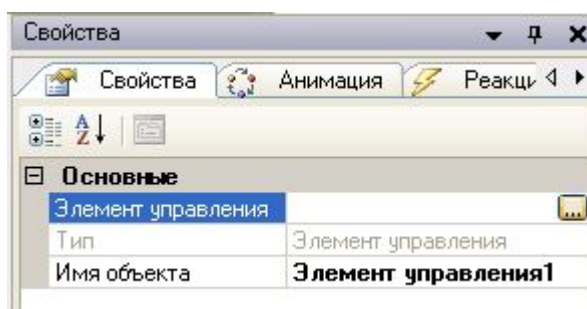 Свойства
Свойства Анимация Реакци
Основные
Элемент управления
Тип Элемент управления
Имя объекта Элемент управления1